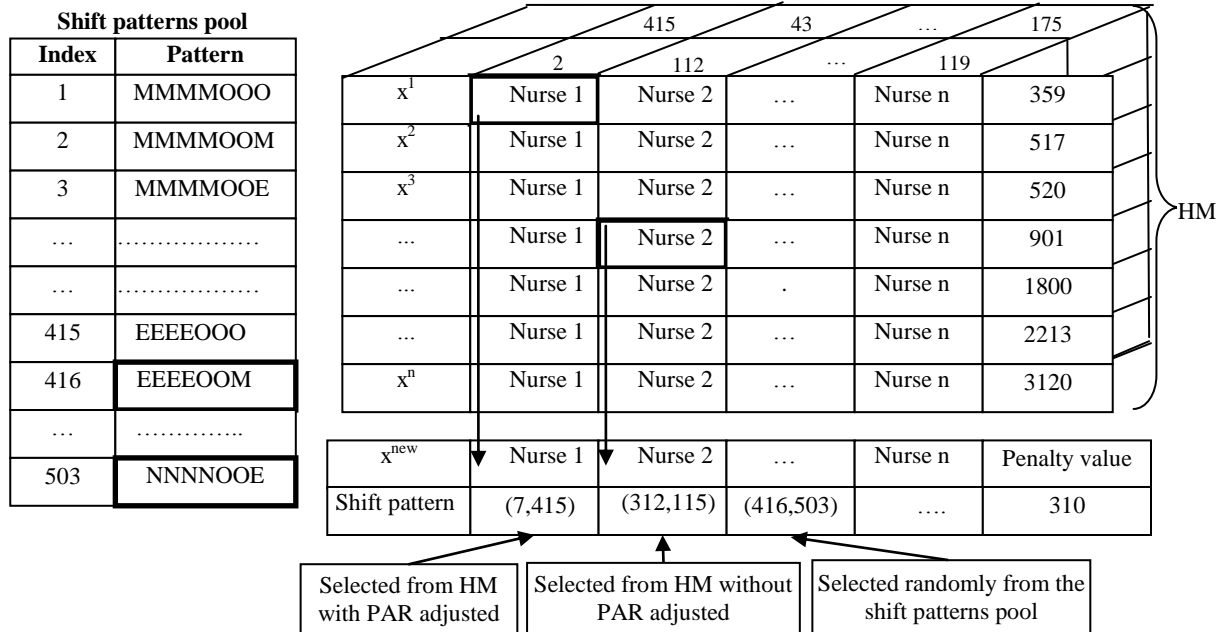 Shift patterns pool
Index Pattern
1 MMMMOOO
2 MMMMOOM
3 MMMMOOE
… ………………
… ………………
415 EEEEOOO
416 EEEEOOM
… …………..
503 NNNNOOE
415 43 … 175
2 112 … 119
x1 Nurse 1 Nurse 2 … Nurse n 359
x2 Nurse 1 Nurse 2 … Nurse n 517
x3 Nurse 1 Nurse 2 … Nurse n 520
... Nurse 1 Nurse 2 … Nurse n 901
... Nurse 1 Nurse 2 . Nurse n 1800
... Nurse 1 Nurse 2 … Nurse n 2213
xn Nurse 1 Nurse 2 … Nurse n 3120
HM
xnew Nurse 1 Nurse 2 … Nurse n Penalty value
Shift pattern (7,415) (312,115) (416,503) …. 310
Selected from HM
with PAR adjusted
Selected from HM without
PAR adjusted
Selected randomly from the
shift patterns pool